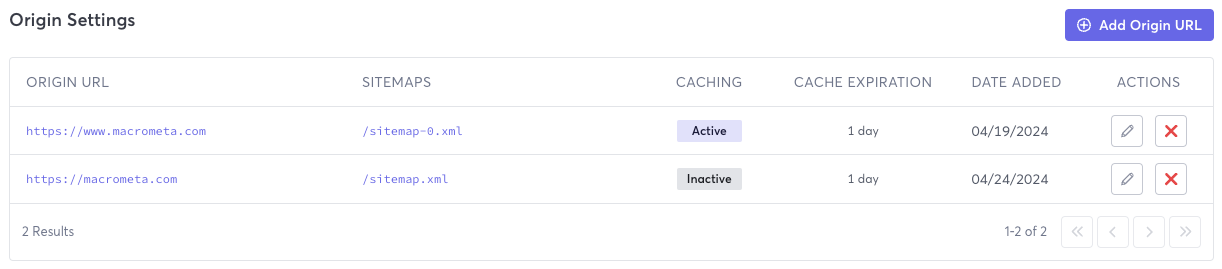 Origin Settings
Add Origin URL
ORIGIN URL SITEMAPS CACHING CACHE EXPIRATION DATE ADDED ACTIONS
https://www.macrometa.com /sitemap-0.xml Active 1 day 04/19/2024
https://macrometa.com /sitemap.xml Inactive 1 day 04/24/2024
2 Results 1-2 of 2